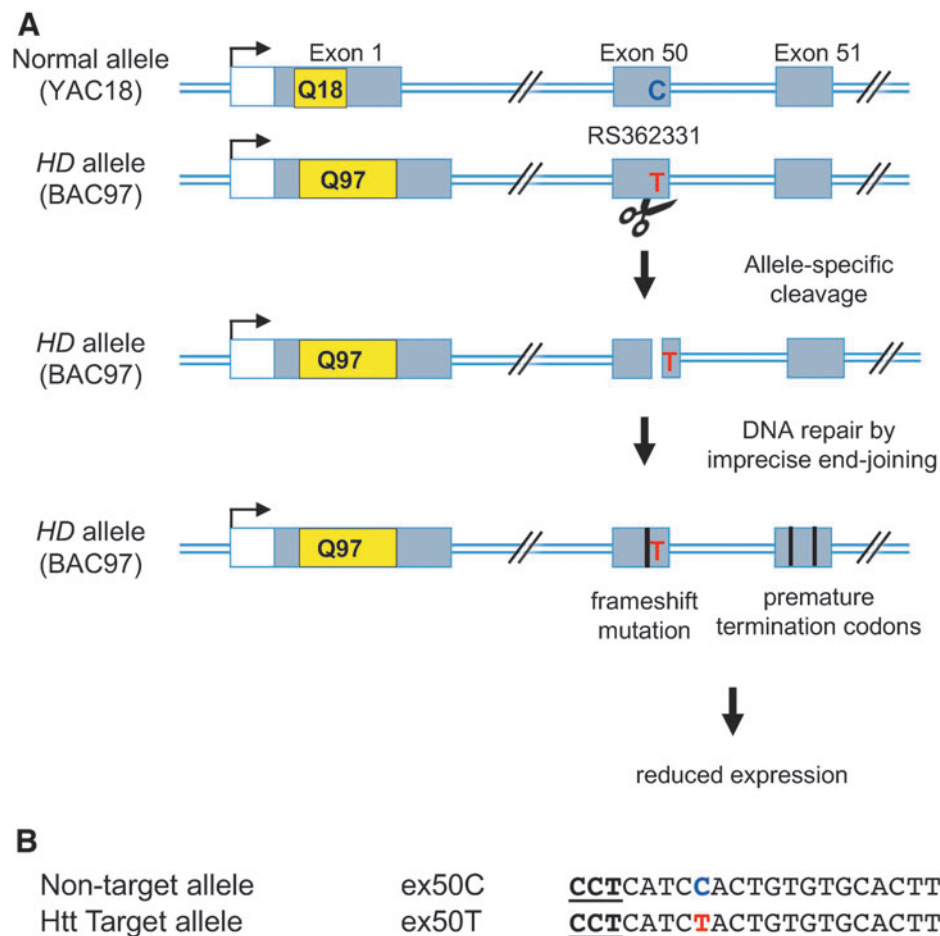 A
Normal allele
(YAC18)
Exon 1
Exon 50
Exon 51
Q18
C
RS362331
HD allele
(BAC97)
Q97
T
Allele-specific
cleavage
HD allele
(BAC97)
Q97
T
DNA repair by
imprecise end-joining
HD allele
(BAC97)
Q97
T
frameshift
mutation
premature
termination codons
reduced expression
B
Non-target allele ex50C CCTCATCCACTGTGTGCACTT
Htt Target allele ex50T CCTCATCTACTGTGTGCACTT